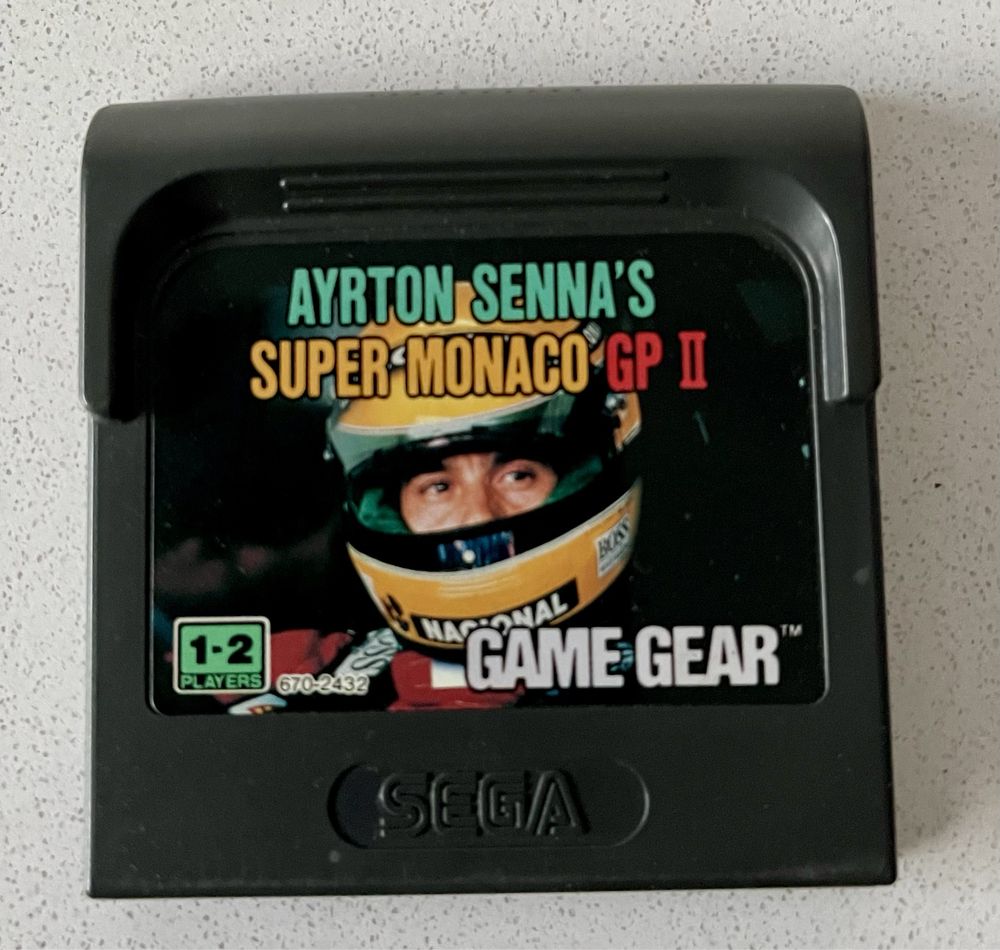 AYRTON SENNA'S
SUPER MONACO GP II
BOSS
NACIONAL
1-2
PLAYERS
670-2432
GAME GEAR™
SEGA